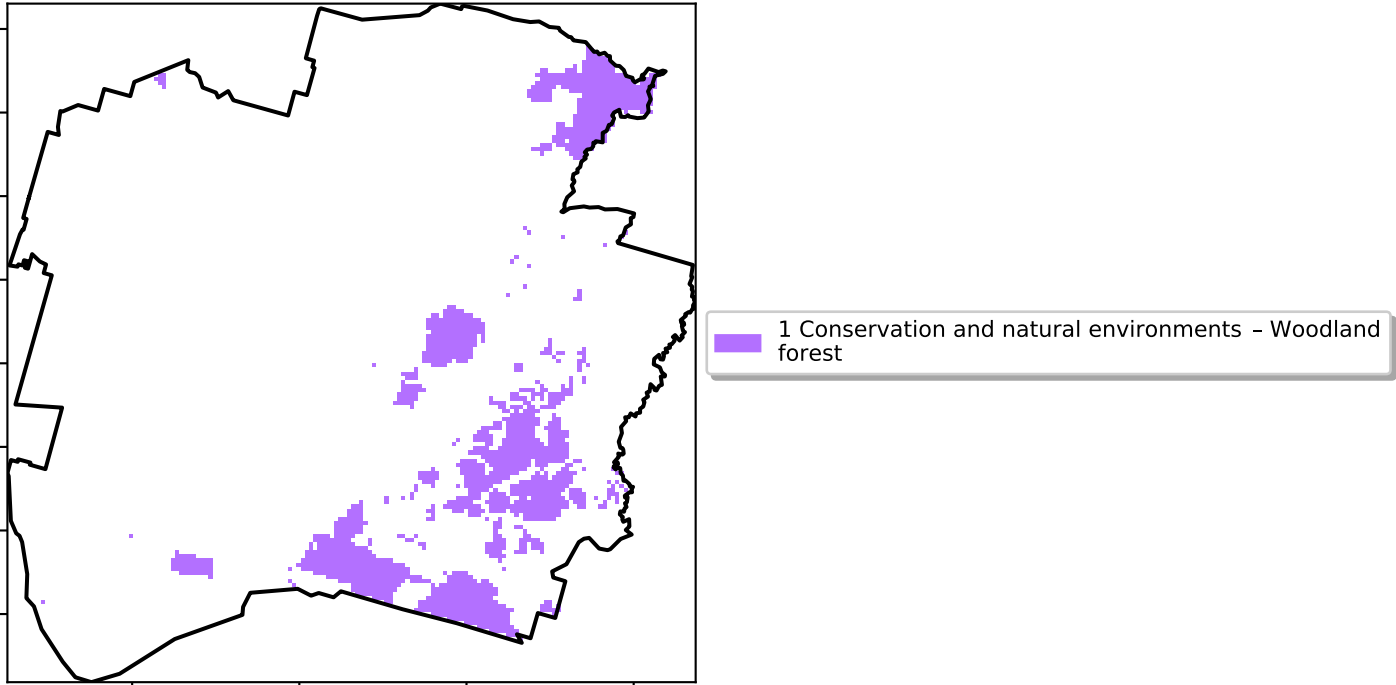 1 Conservation and natural environments – Woodland
forest